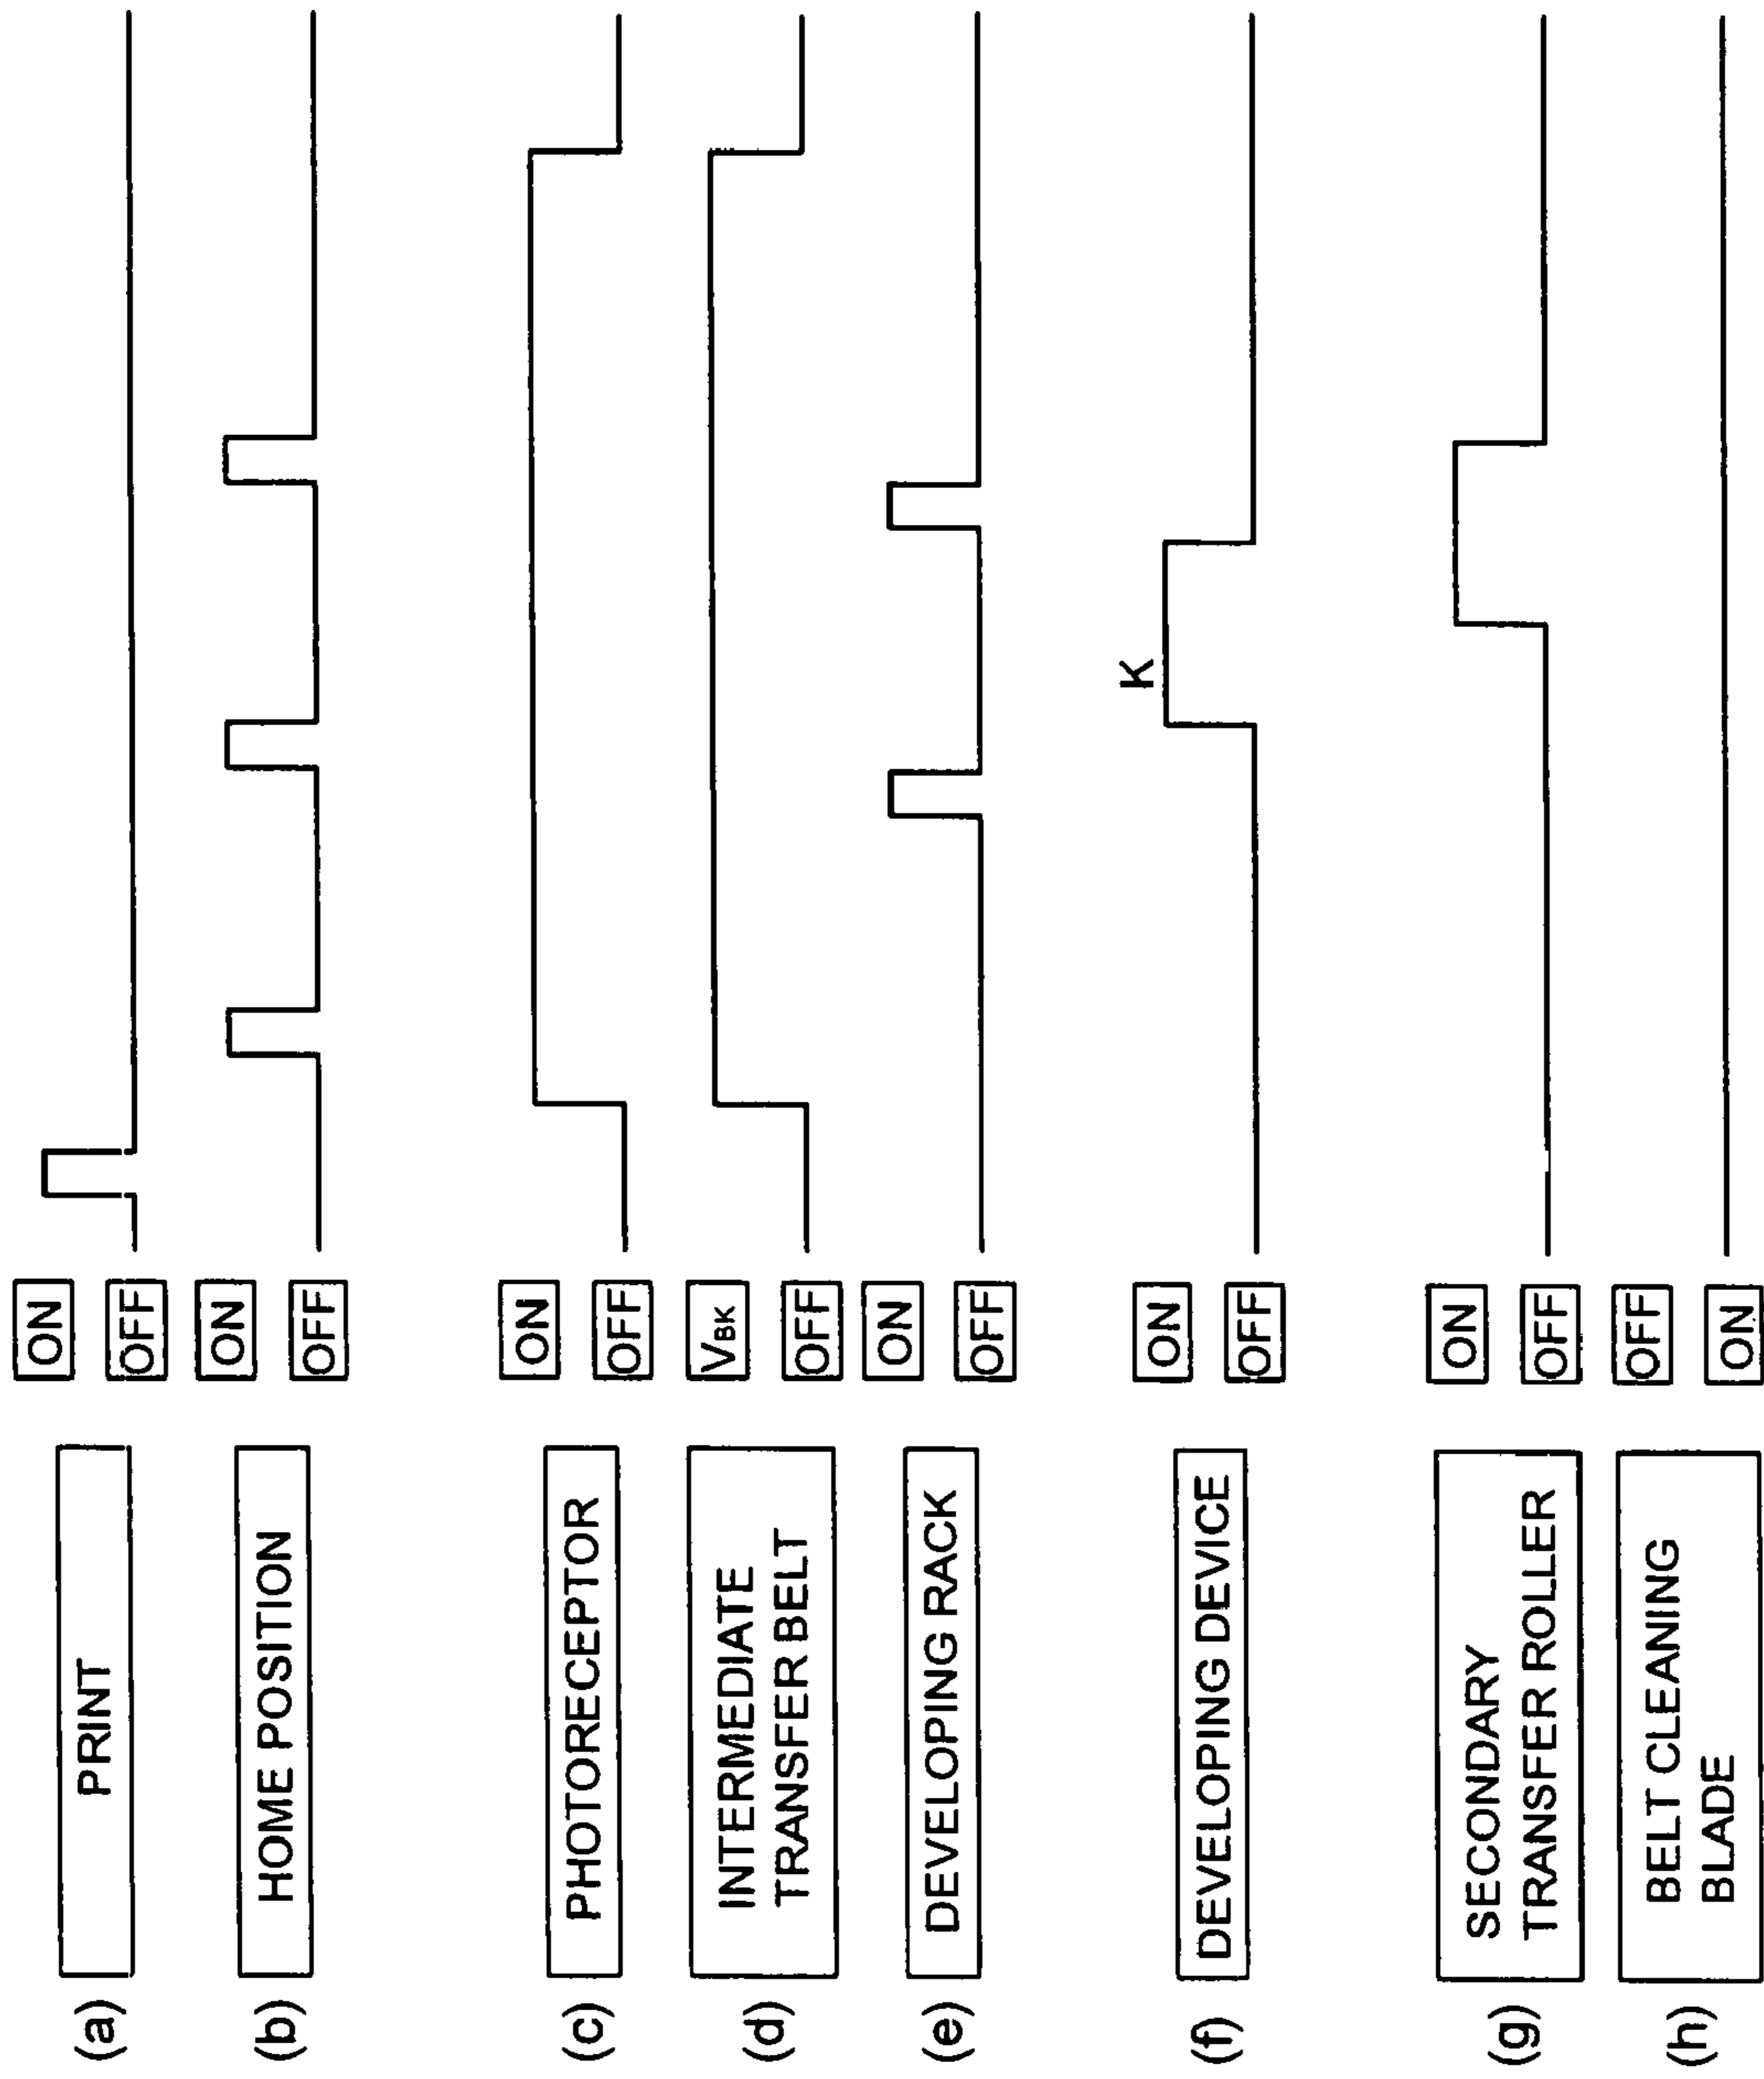 (a) PRINT ON
OFF
(b) HOME POSITION ON
OFF
(c) PHOTORECEPTOR ON
OFF
(d) INTERMEDIATE TRANSFER BELT VBK
OFF
(e) DEVELOPING RACK ON
OFF
(f) DEVELOPING DEVICE ON
OFF
K
(g) SECONDARY TRANSFER ROLLER ON
OFF
(h) BELT CLEANING BLADE OFF
ON